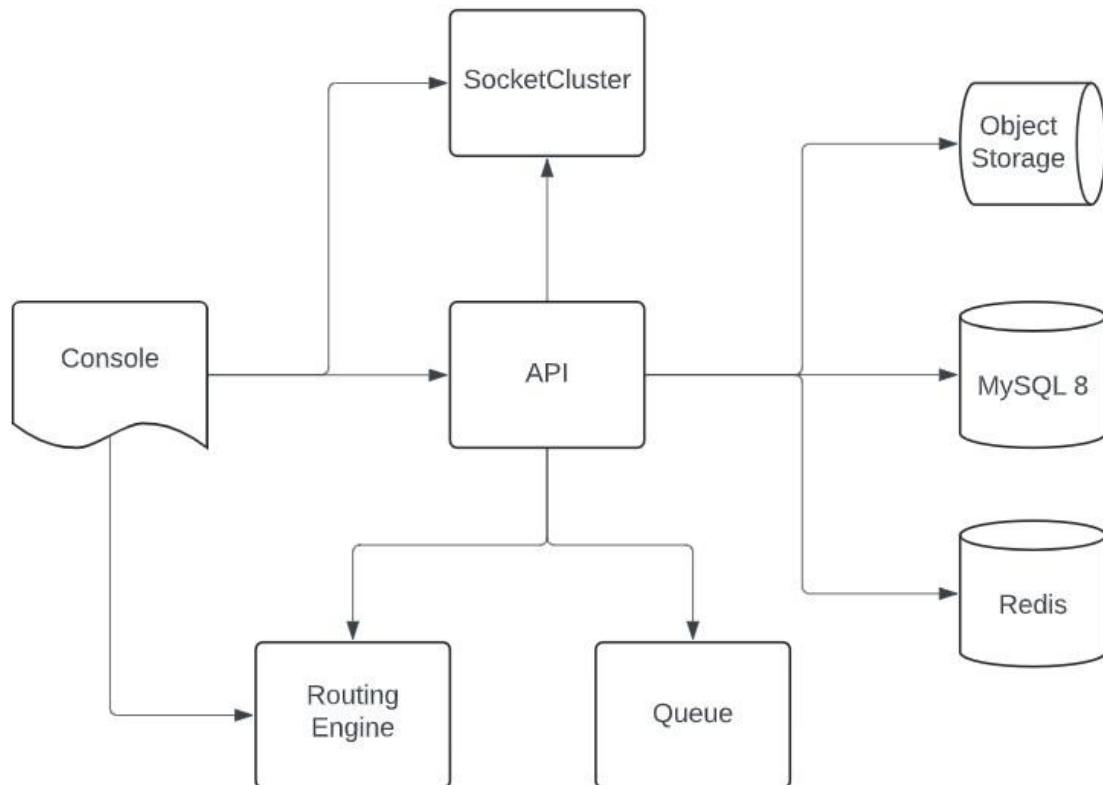 SocketCluster
Object
Storage
Console
API
MySQL 8
Redis
Routing
Engine
Queue